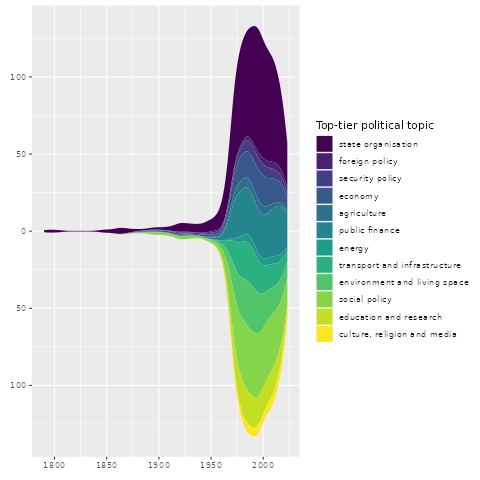 100
50
0
50
100
1800
1850
1900
1950
2000
Top-tier political topic
state organisation
foreign policy
security policy
economy
agriculture
public finance
energy
transport and infrastructure
environment and living space
social policy
education and research
culture, religion and media